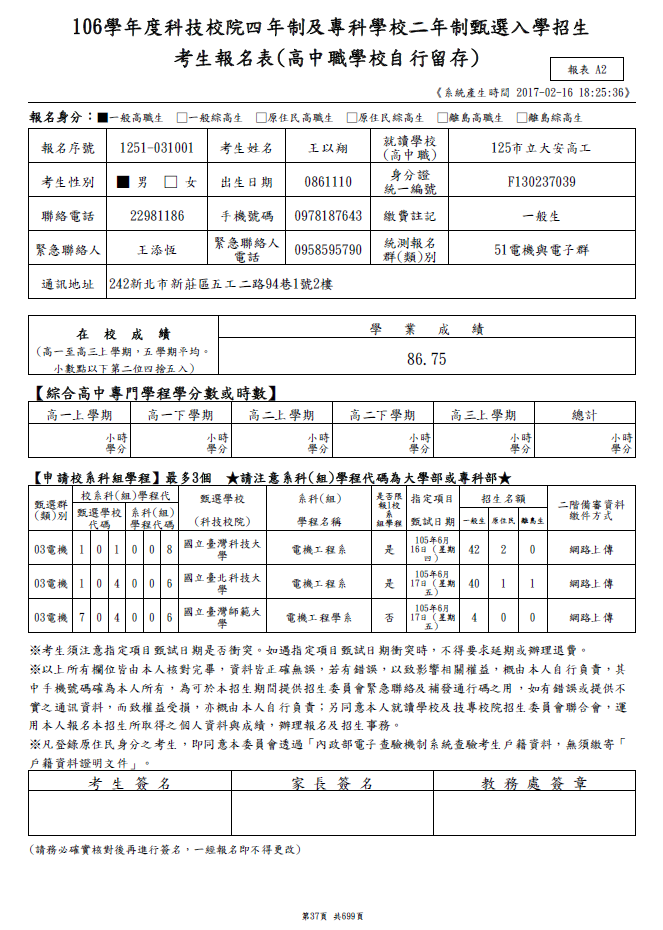 106學年度科技校院四年制及專科學校二年制甄選入學招生
考生報名表(高中職學校自行留存)
報表 A2
《系統產生時間 2017-02-16 18:25:36》
報名身分：■一般高職生 □一般綜高生 □原住民高職生 □原住民綜高生 □離島高職生 □離島綜高生
報名序號 1251-031001 考生姓名 王以翔 就讀學校(高中職) 125市立大安高工
考生性別 ■ 男 □ 女 出生日期 0861110 身分證統一編號 F130237039
聯絡電話 22981186 手機號碼 0978187643 繳費註記 一般生
緊急聯絡人 王添恆 緊急聯絡人電話 0958595790 統測報名群(類)別 51電機與電子群
通訊地址 242新北市新莊區五工二路94巷1號2樓
在校成績
(高一至高三上學期，五學期平均。
小數點以下第二位四捨五入)
學業成績
86.75
【綜合高中專門學程學分數或時數】
高一上學期 高一下學期 高二上學期 高二下學期 高三上學期 總計
小時 小時 小時 小時 小時 小時
學分 學分 學分 學分 學分 學分
【申請校系科組學程】最多3個 ★請注意系科(組)學程代碼為大學部或專科部★
甄選群(類)別 校系科(組)學程代 甄選學校代碼 系科(組)學程代碼 甄選學校(科技校院) 系科(組)學程名稱 是否限報1校系組學程 指定項目甄試日期 招生名額 一般生 原住民 離島生 二階備審資料繳件方式
03電機 1 0 1 0 0 8 國立臺灣科技大學 電機工程系 是 105年6月16日（星期四） 42 2 0 網路上傳
03電機 1 0 4 0 0 6 國立臺北科技大學 電機工程系 是 105年6月17日（星期五） 40 1 1 網路上傳
03電機 7 0 4 0 0 6 國立臺灣師範大學 電機工程學系 否 105年6月17日（星期五） 4 0 0 網路上傳
※考生須注意指定項目甄試日期是否衝突。如遇指定項目甄試日期衝突時，不得要求延期或辦理退費。
※以上所有欄位皆由本人核對完畢，資料皆正確無誤，若有錯誤，以致影響相關權益，概由本人自行負責，其
中手機號碼確為本人所有，為可於本招生期間提供招生委員會緊急聯絡及補發通行碼之用，如有錯誤或提供不
實之通訊資料，而致權益受損，亦概由本人自行負責；另同意本人就讀學校及技專校院招生委員會聯合會，運
用本人報名本招生所取得之個人資料與成績，辦理報名及招生事務。
※凡登錄原住民身分之考生，即同意本委員會透過「內政部電子查驗機制系統查驗考生戶籍資料，無須繳寄「
戶籍資料證明文件」。
考生簽名 家長簽名 教務處簽章
(請務必確實核對後再進行簽名，一經報名即不得更改)
第37頁 共699頁